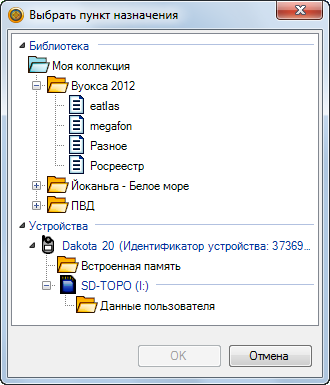 Выбрать пункт назначения
Библиотека
Моя коллекция
Вуокса 2012
eatlas
megafon
Разное
Росреестр
Йоканьга - Белое море
ПВД
Устройства
Dakota 20 (Идентификатор устройства: 37369...
Встроенная память
SD-TOPO (I:)
Данные пользователя
OK
Отмена